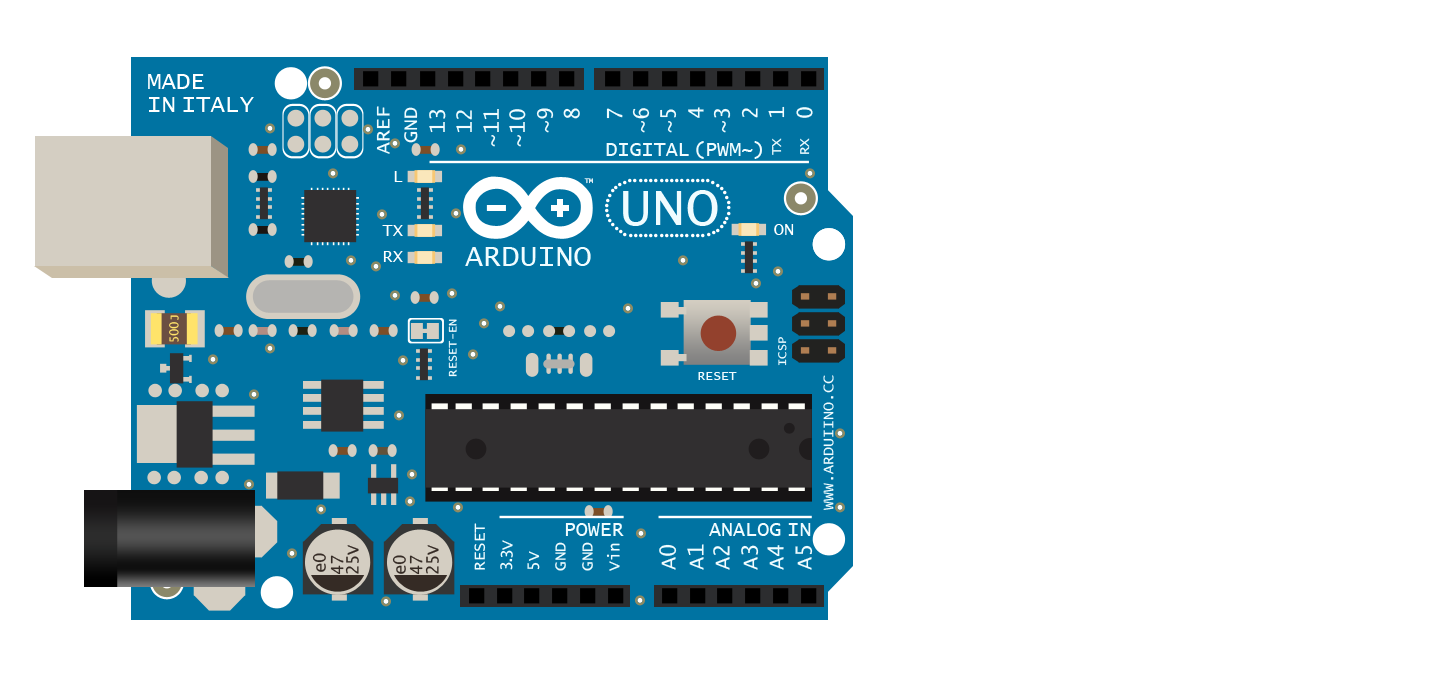 MADE
IN ITALY
AREF
GND
13
12
~11
~10
~9
8
7
~6
~5
4
~3
2
1
0
DIGITAL (PWM~)
TX
RX
L
TX
RX
™
UNO
ON
ARDUINO
500J
RESET-EN
ICSP
RESET
WWW.ARDUIINO.CC
POWER
ANALOG IN
RESET
3.3V
5V
GND
GND
Vin
A0
A1
A2
A3
A4
A5
e0
47
25V
e0
47
25V